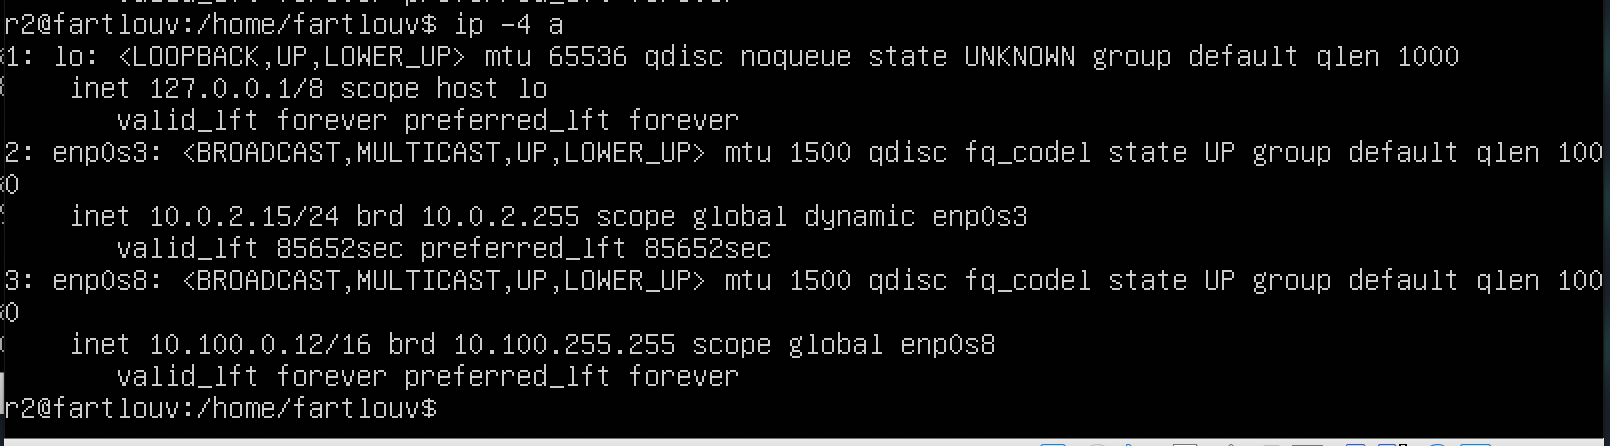 r2@fartlouv:/home/fartlouv$ ip -4 a
1: lo: <LOOPBACK,UP,LOWER_UP> mtu 65536 qdisc noqueue state UNKNOWN group default qlen 1000
inet 127.0.0.1/8 scope host lo
valid_lft forever preferred_lft forever
2: enp0s3: <BROADCAST,MULTICAST,UP,LOWER_UP> mtu 1500 qdisc fq_codel state UP group default qlen 100
0
inet 10.0.2.15/24 brd 10.0.2.255 scope global dynamic enp0s3
valid_lft 85652sec preferred_lft 85652sec
3: enp0s8: <BROADCAST,MULTICAST,UP,LOWER_UP> mtu 1500 qdisc fq_codel state UP group default qlen 100
0
inet 10.100.0.12/16 brd 10.100.255.255 scope global enp0s8
valid_lft forever preferred_lft forever
r2@fartlouv:/home/fartlouv$